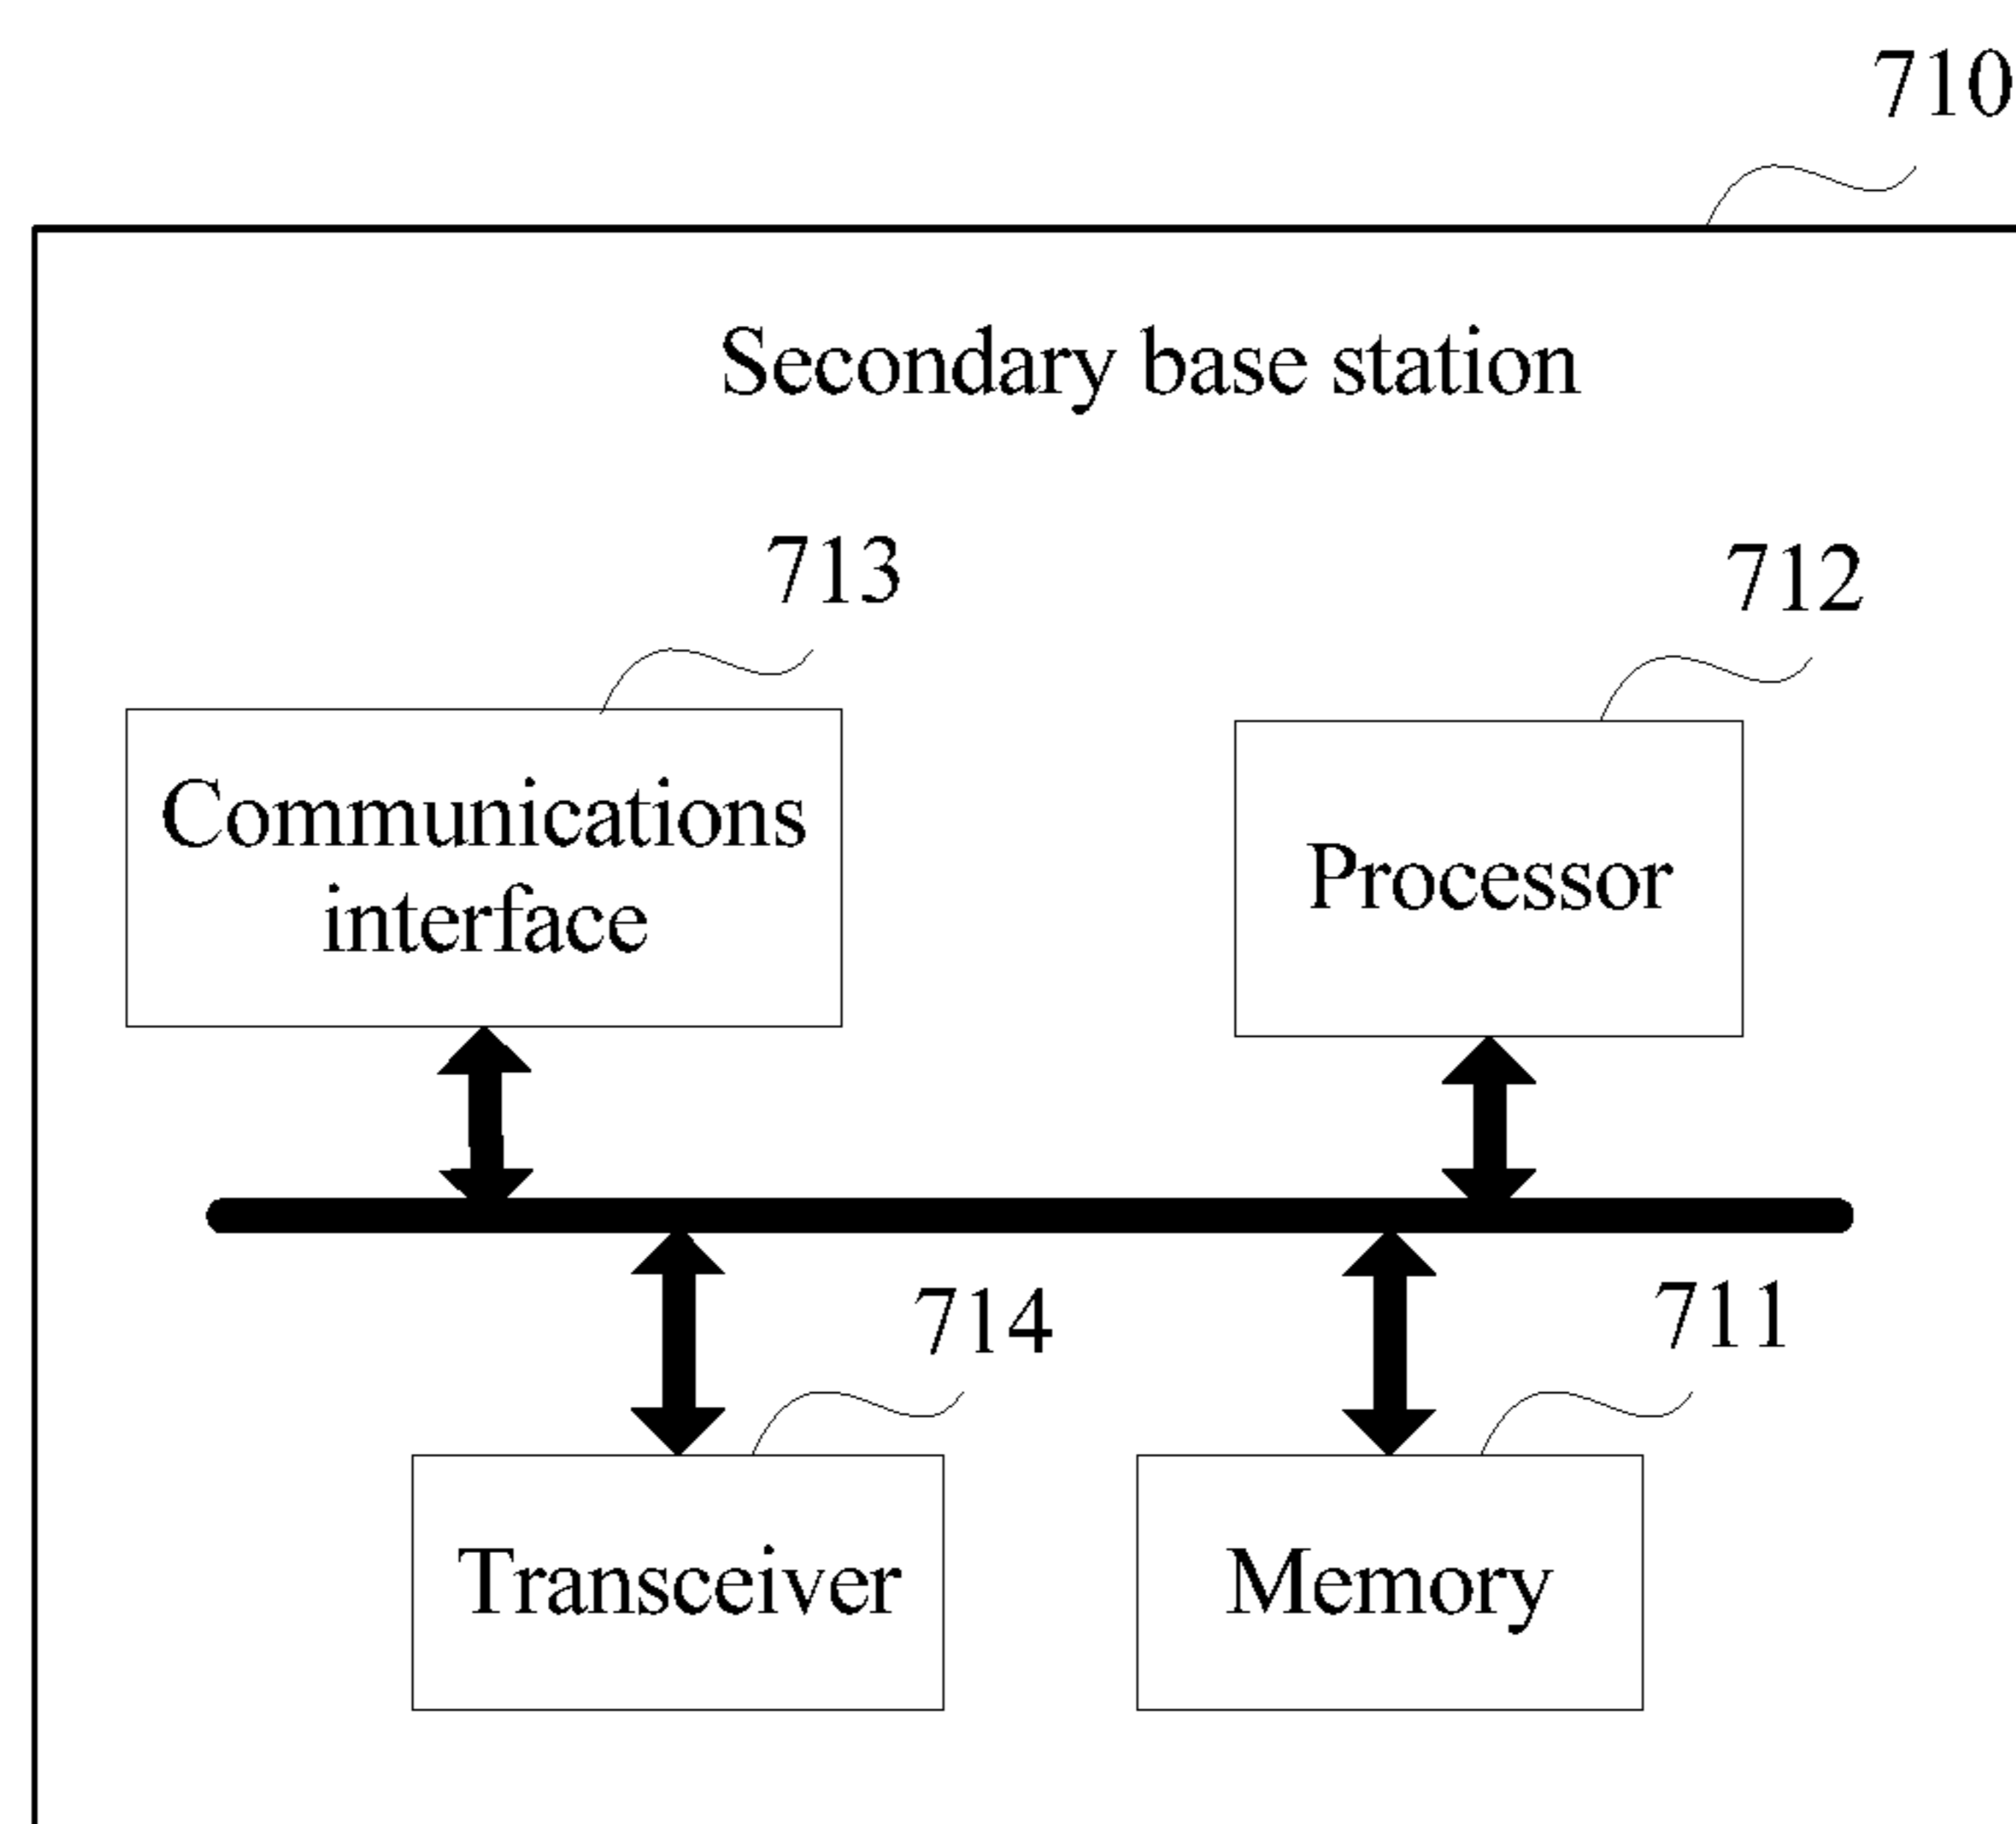 710
Secondary base station
713
712
Communications
interface
Processor
714
711
Transceiver
Memory